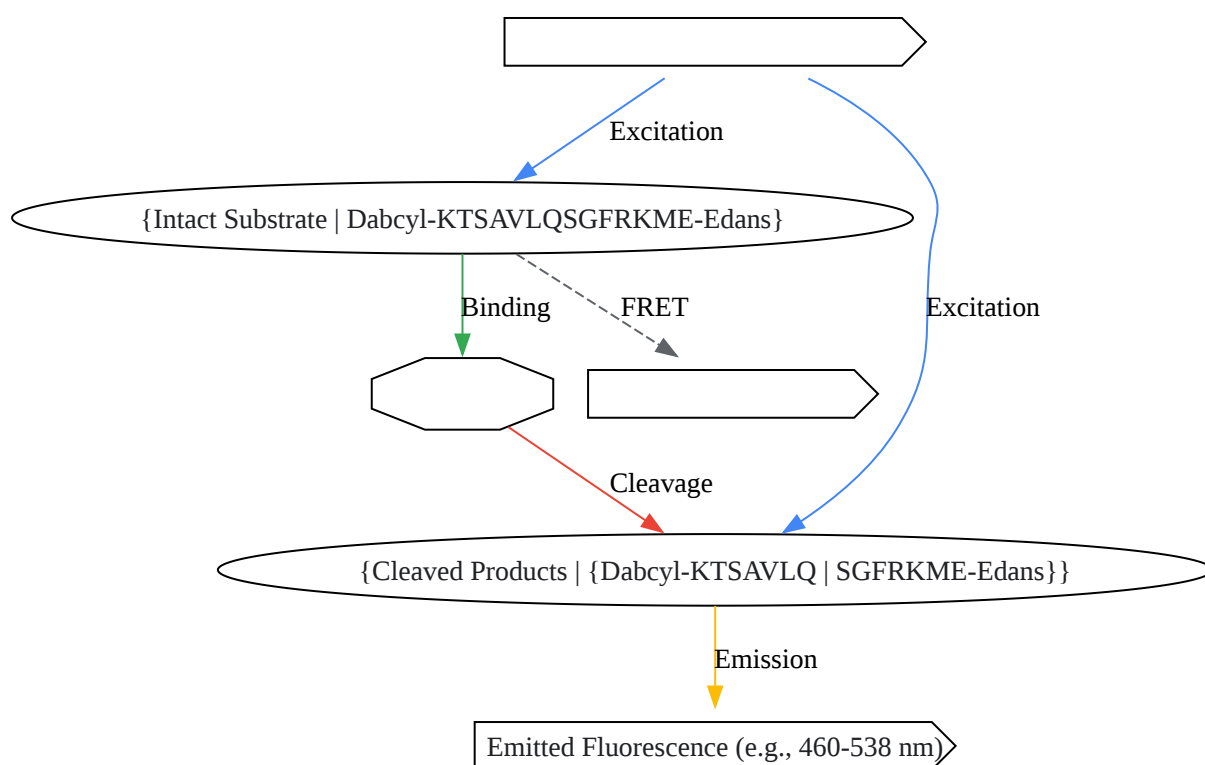 Excitation
{Intact Substrate | Dabcyl-KTSAVLQSGFRKME-Edans}
Binding
FRET
Excitation
Cleavage
{Cleaved Products | {Dabcyl-KTSAVLQ | SGFRKME-Edans}}
Emission
Emitted Fluorescence (e.g., 460-538 nm)